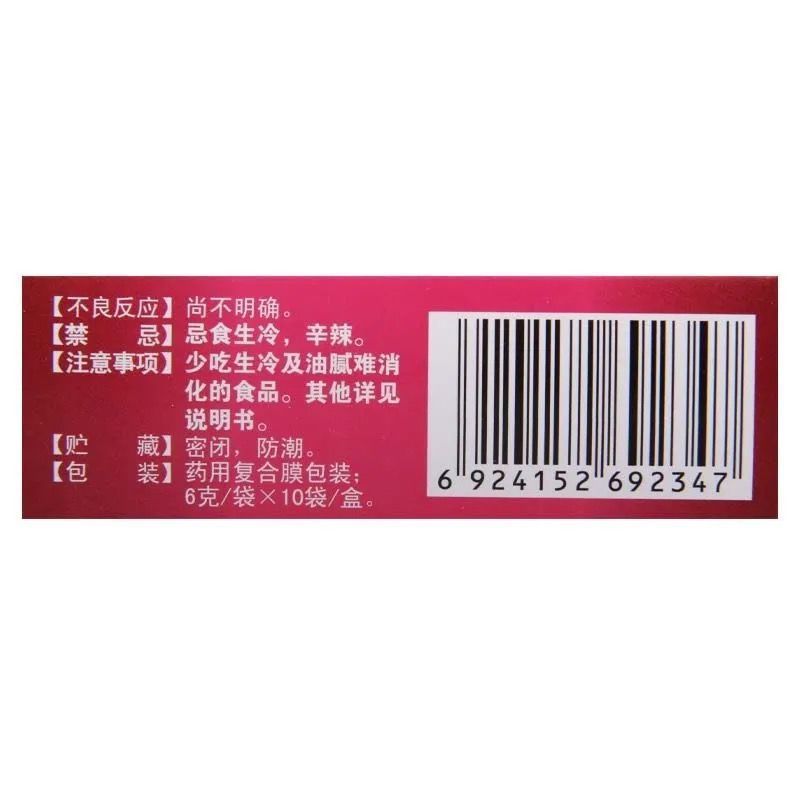 【不良反应】尚不明确。
【禁　　忌】忌食生冷，辛辣。
【注意事项】少吃生冷及油腻难消
化的食品。其他详见
说明书。
【贮　　藏】密闭，防潮。
【包　　装】药用复合膜包装；
6克/袋×10袋/盒。
6 924152 692347